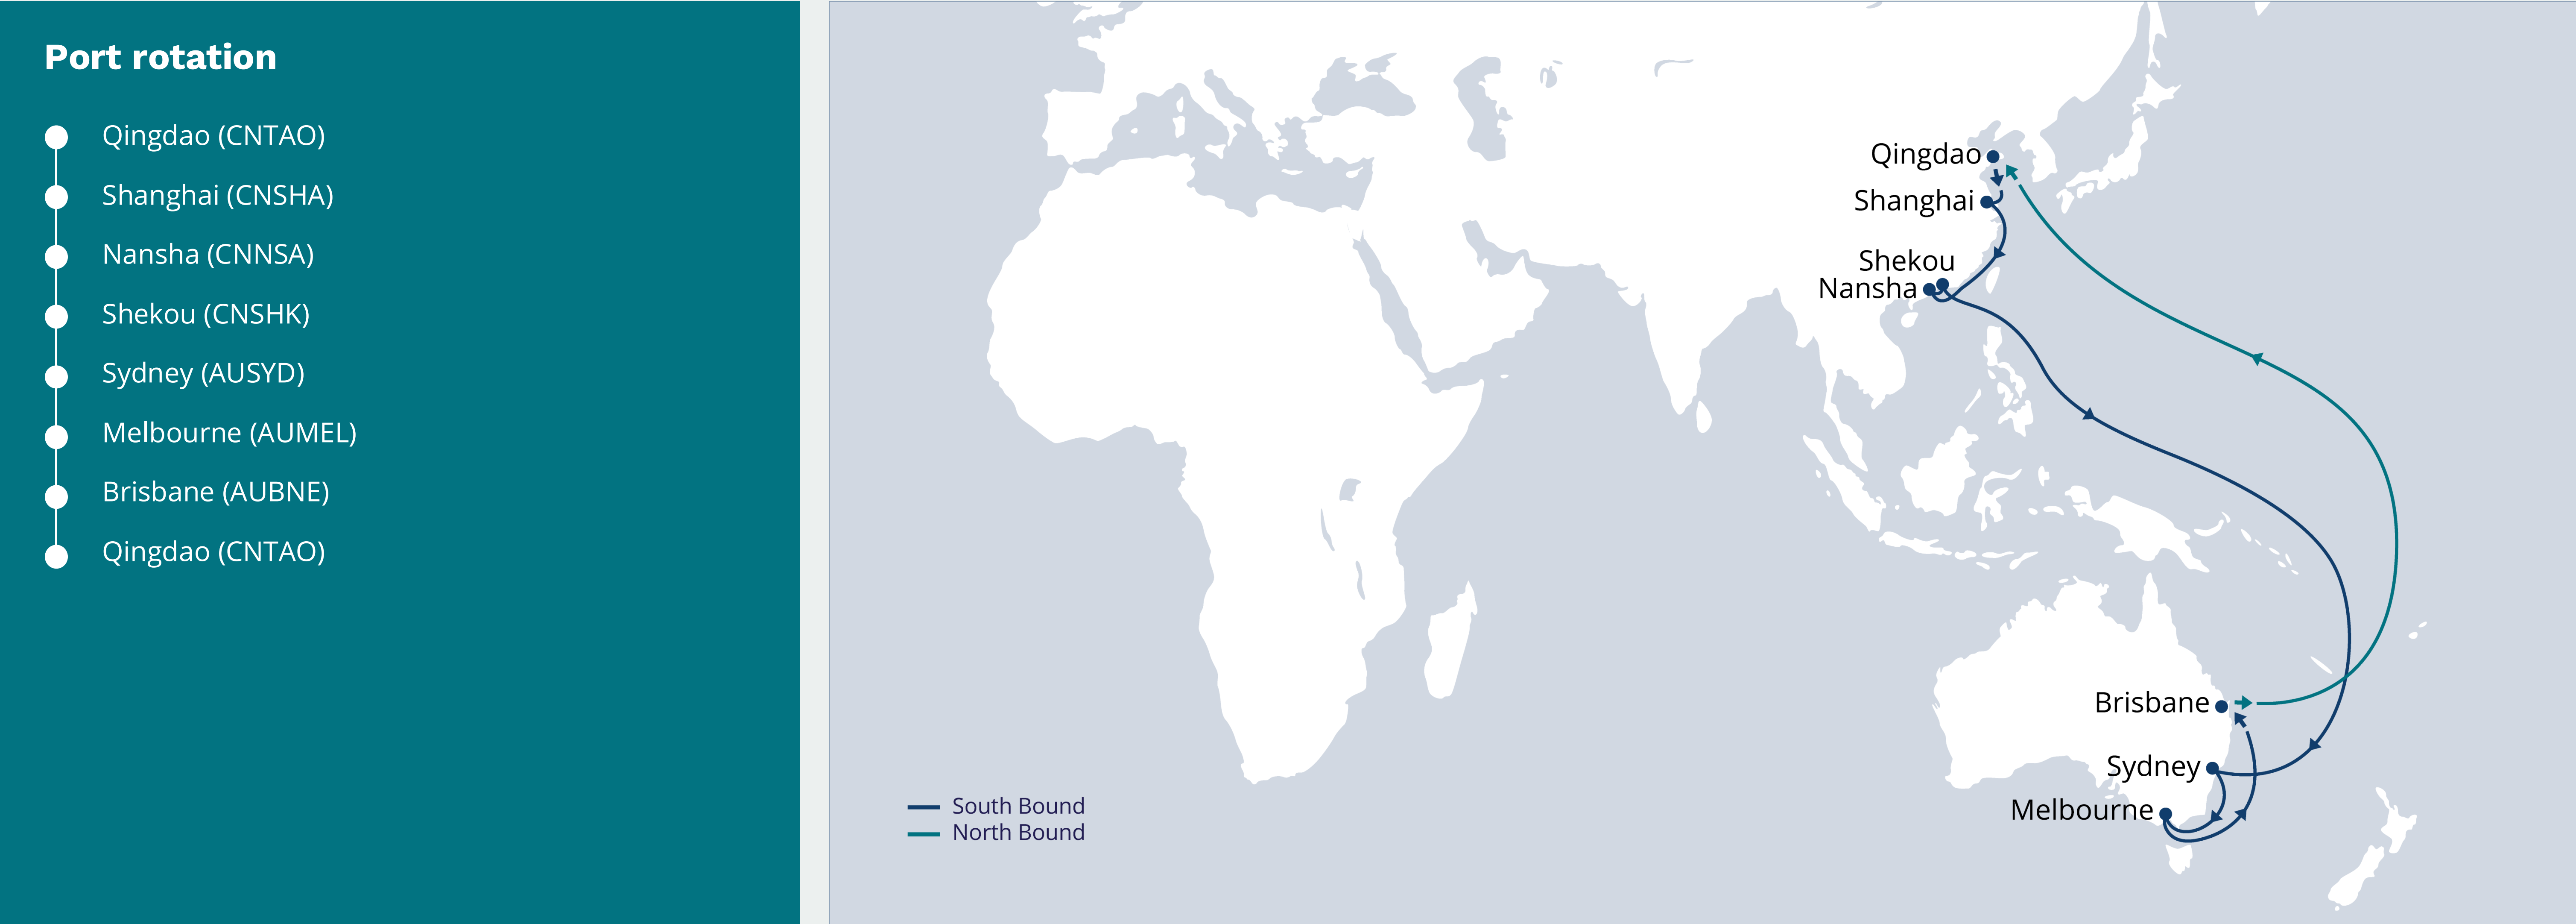 Port rotation
Qingdao (CNTAO)
Shanghai (CNSHA)
Nansha (CNNSA)
Shekou (CNSHK)
Sydney (AUSYD)
Melbourne (AUMEL)
Brisbane (AUBNE)
Qingdao (CNTAO)
Qingdao
Shanghai
Shekou
Nansha
Brisbane
Sydney
Melbourne
South Bound
North Bound